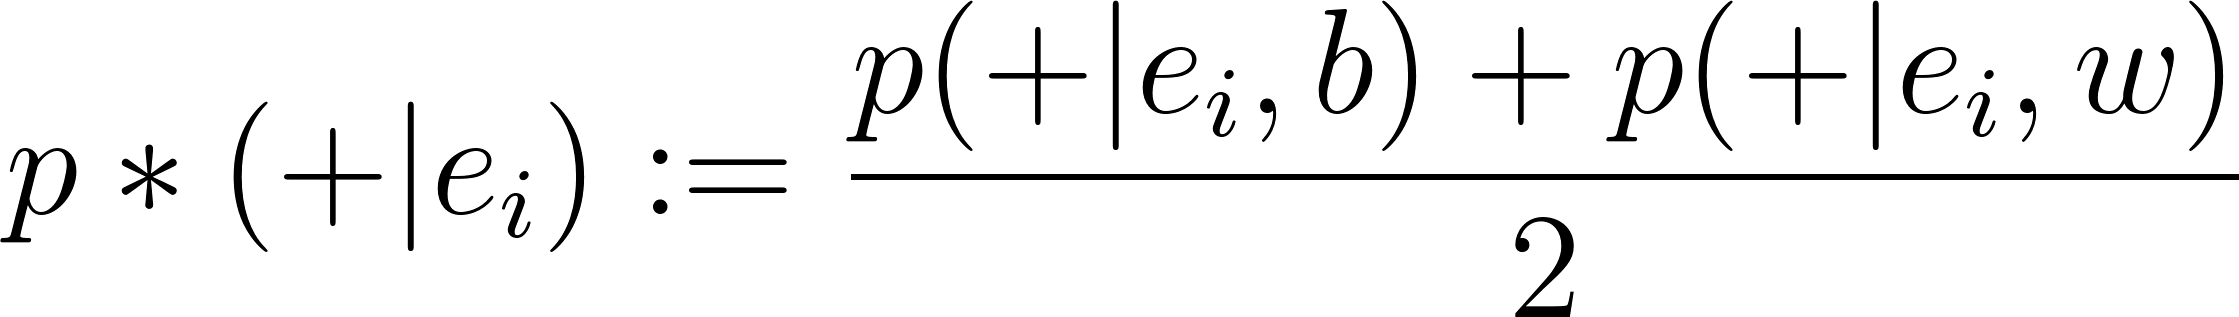 p * (+|e_i) := \frac{p(+|e_i, b) + p(+|e_i, w)}{2}